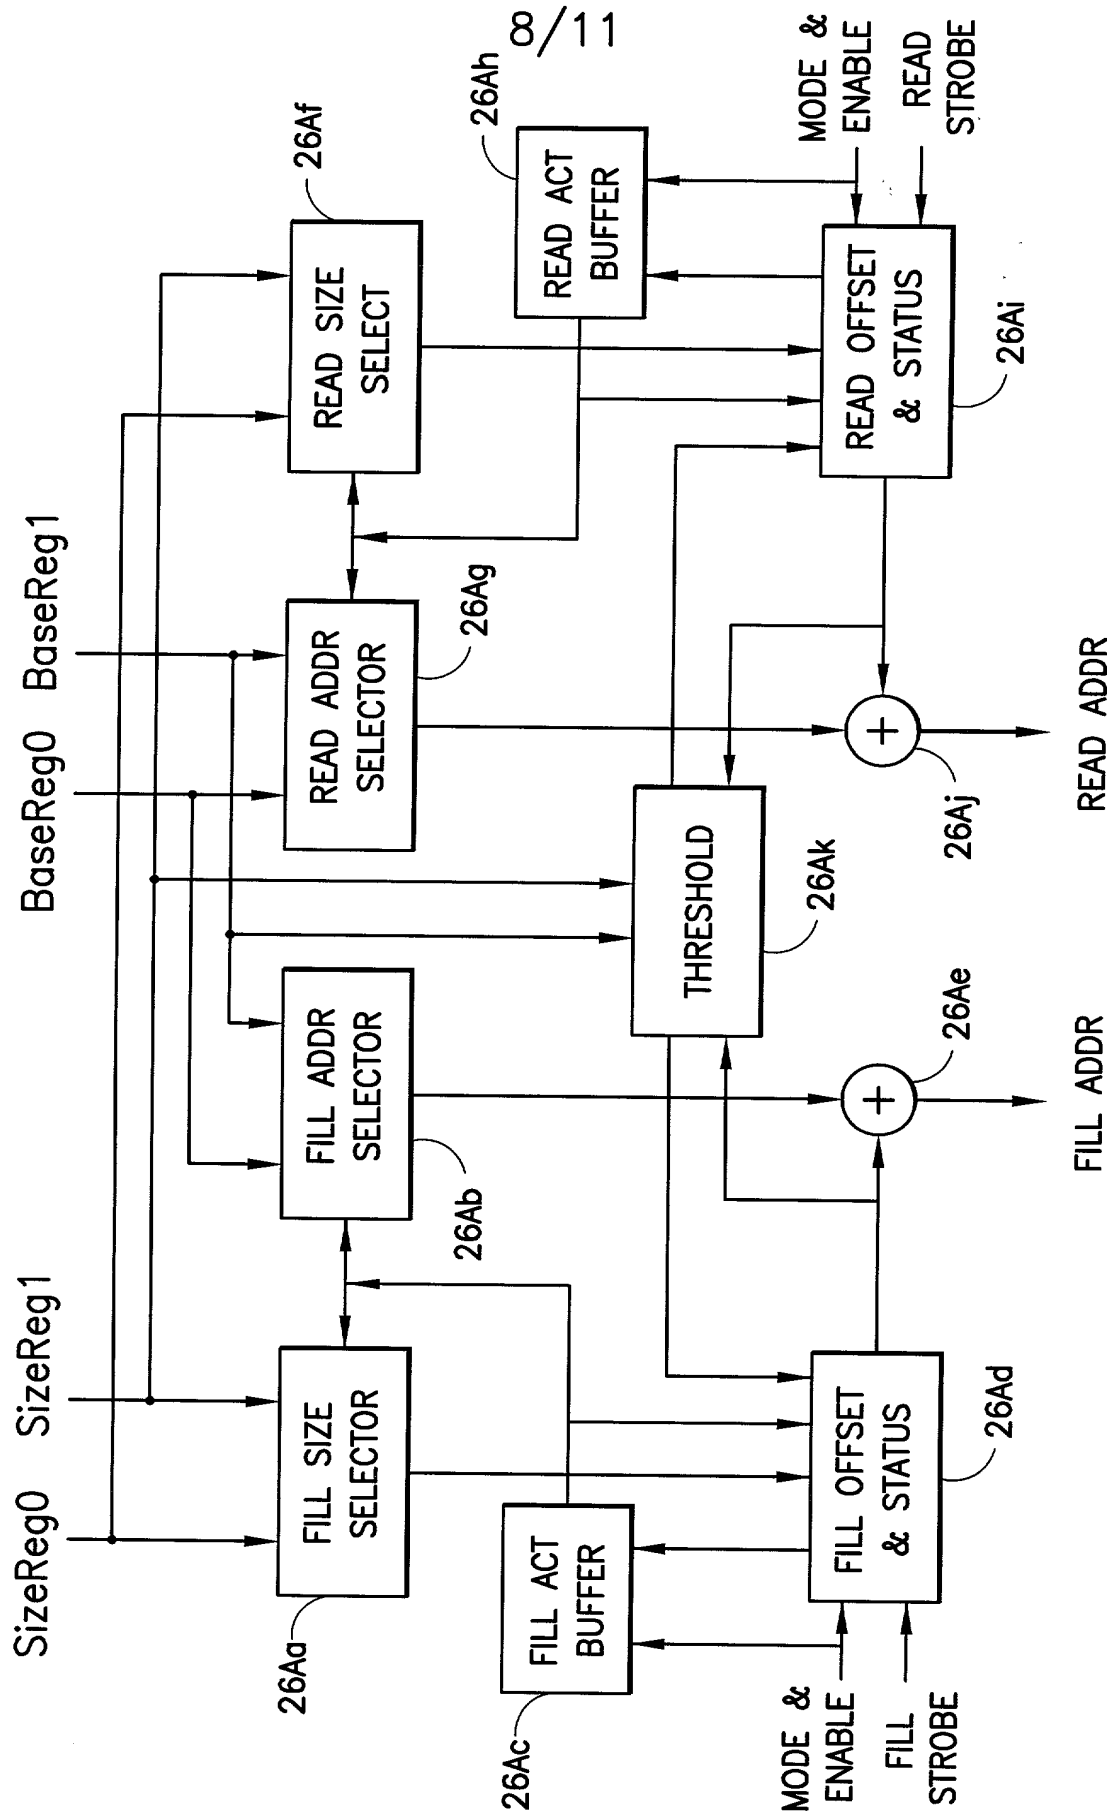 8/11
SizeReg0
SizeReg1
BaseReg0
BaseReg1
26Aa
FILL SIZE
SELECTOR
FILL ADDR
SELECTOR
26Ab
READ ADDR
SELECTOR
26Ag
READ SIZE
SELECT
26Af
26Ac
FILL ACT
BUFFER
THRESHOLD
26Ak
READ ACT
BUFFER
26Ah
MODE &
ENABLE
FILL
STROBE
FILL OFFSET
& STATUS
26Ad
+
26Ae
FILL ADDR
+
26Aj
READ ADDR
READ OFFSET
& STATUS
26Ai
MODE &
ENABLE
READ
STROBE